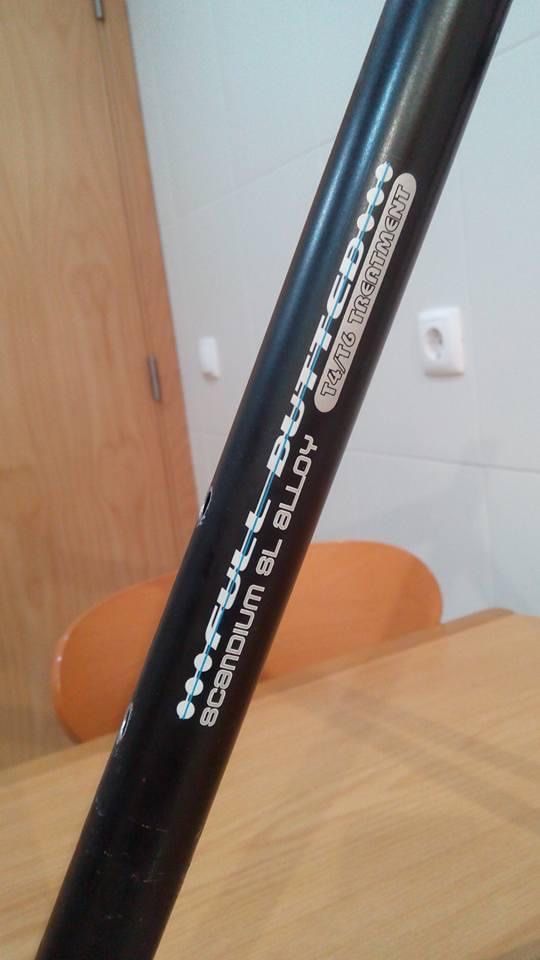 FULL BUTTED
T4/T6 TREATMENT
SCANDIUM SL ALLOY